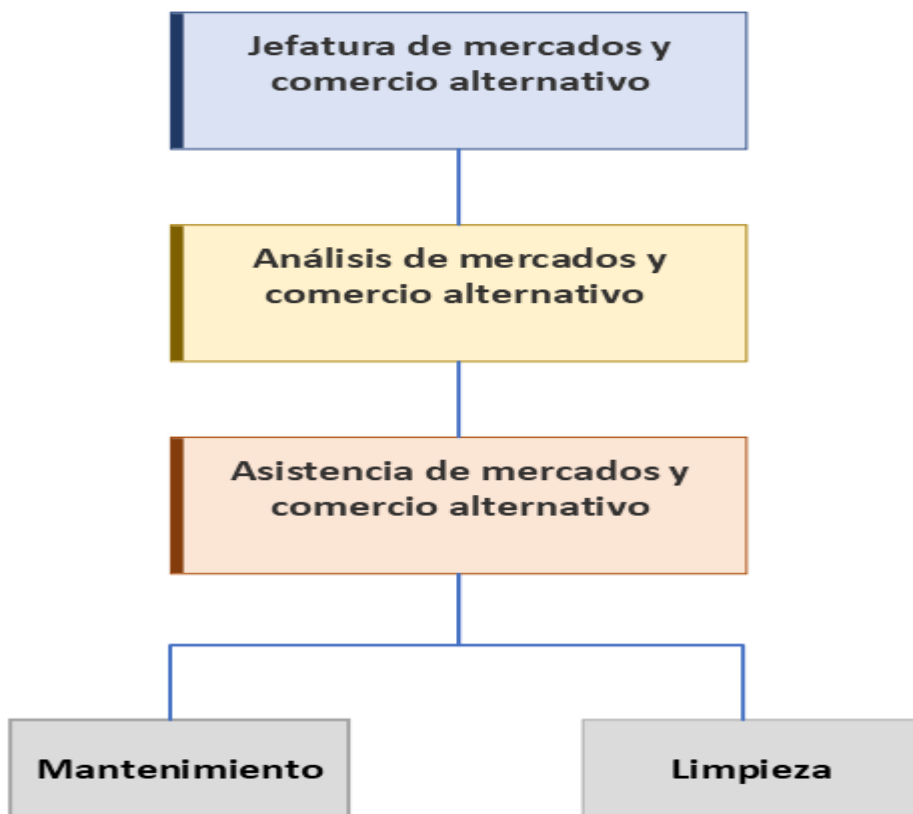 Jefatura de mercados y
comercio alternativo
Análisis de mercados y
comercio alternativo
Asistencia de mercados y
comercio alternativo
Mantenimiento
Limpieza